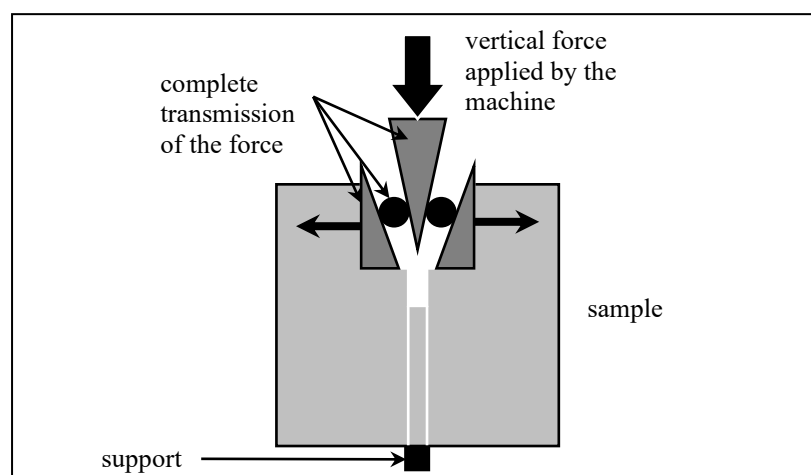 vertical force
applied by the
machine
complete
transmission
of the force
sample
support